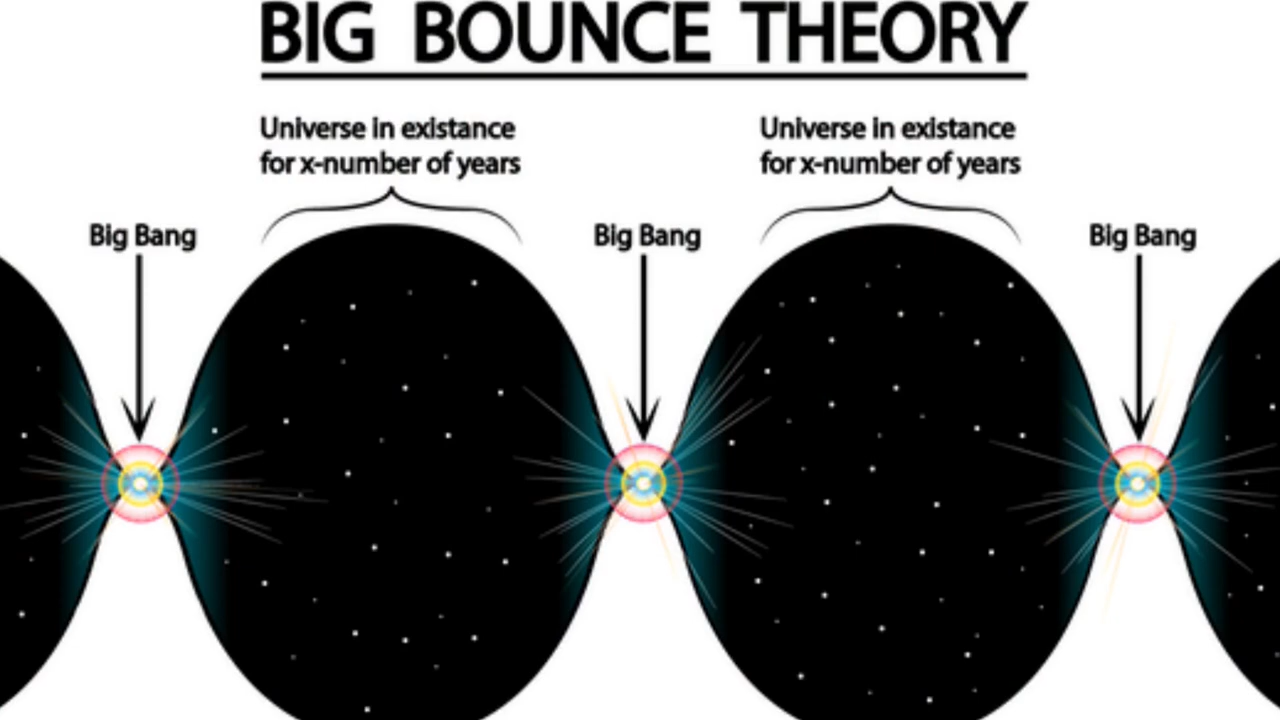 BIG BOUNCE THEORY
Universe in existance
for x-number of years
Universe in existance
for x-number of years
Big Bang
Big Bang
Big Bang